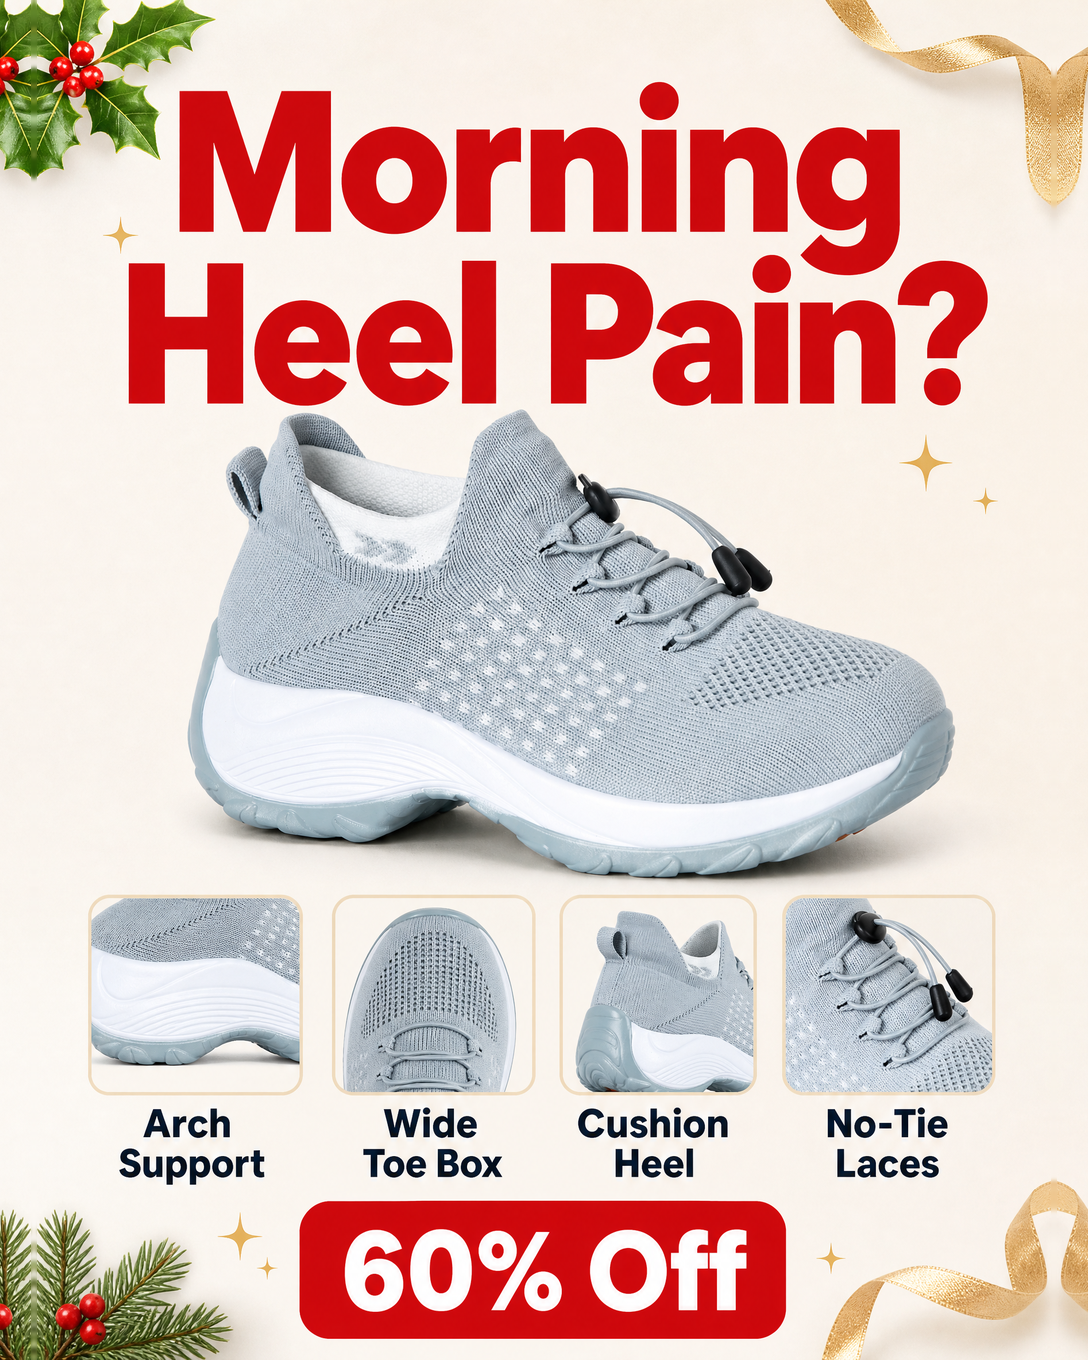 Morning
Heel Pain?
Arch
Support
Wide
Toe Box
Cushion
Heel
No-Tie
Laces
60% Off